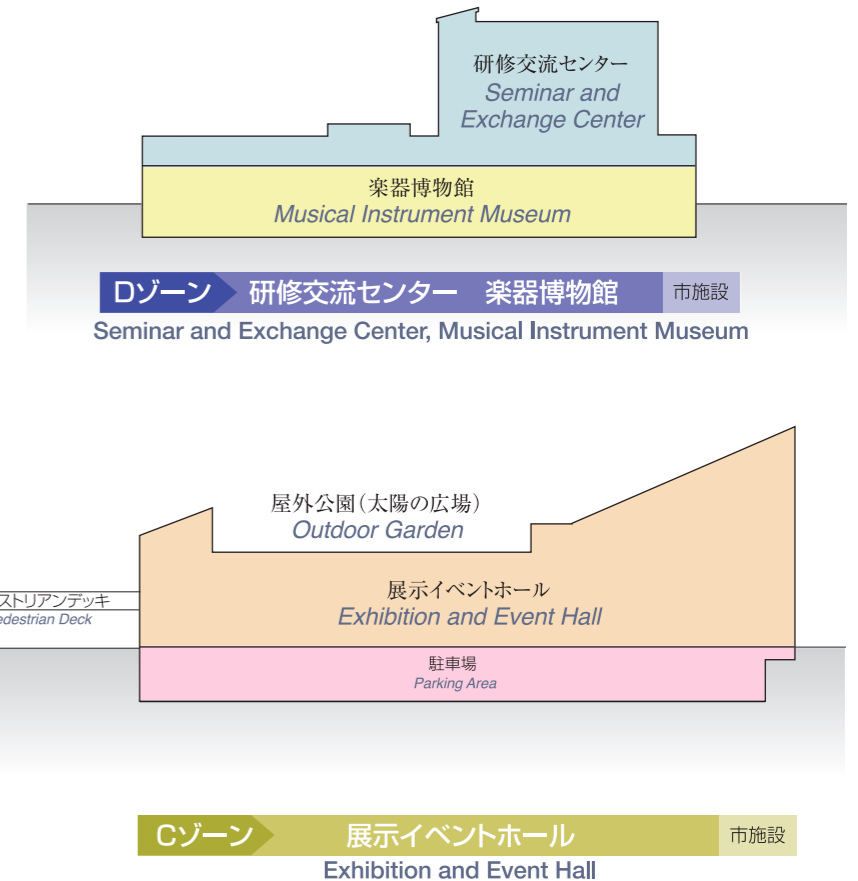 研修交流センター
Seminar and
Exchange Center
楽器博物館
Musical Instrument Museum
Dゾーン 研修交流センター 楽器博物館 市施設
Seminar and Exchange Center, Musical Instrument Museum
屋外公園(太陽の広場)
Outdoor Garden
展示イベントホール
Exhibition and Event Hall
ストリアンデッキ
edestrian Deck
駐車場
Parking Area
Cゾーン 展示イベントホール 市施設
Exhibition and Event Hall